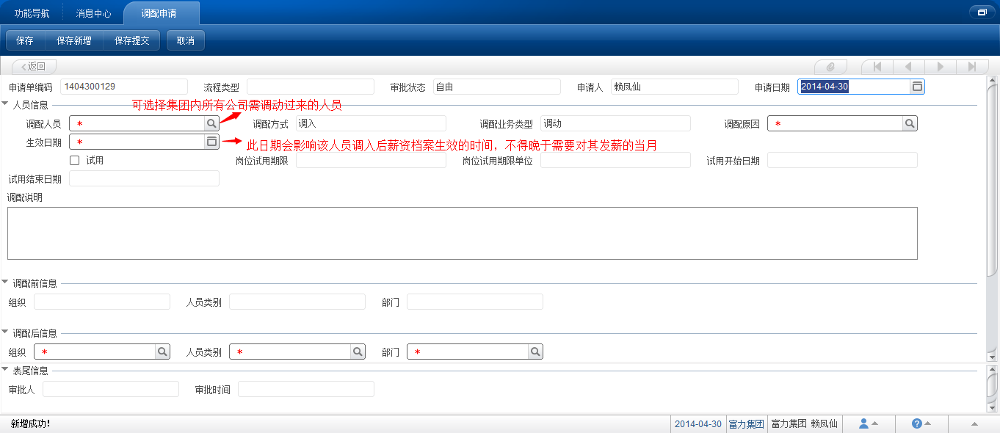 功能导航 消息中心 调配申请
保存 保存新增 保存提交 取消
返回
申请单编码 1404300129 流程类型 审批状态 自由 申请人 赖凤仙 申请日期 2014-04-30
人员信息 可选择集团内所有公司需调动过来的人员
调配人员 * 调配方式 调入 调配业务类型 调动 调配原因 *
生效日期 * 此日期会影响该人员调入后薪资档案生效的时间，不得晚于需要对其发薪的当月
试用 岗位试用期限 岗位试用期限单位 试用开始日期
试用结束日期
调配说明
调配前信息
组织 人员类别 部门
调配后信息
组织 * 人员类别 * 部门 *
表尾信息
审批人 审批时间
新增成功! 2014-04-30 富力集团 富力集团 赖凤仙